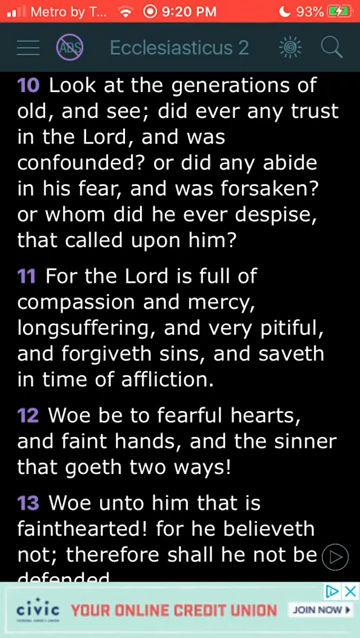 Metro by T... 9:20 PM 93%
ADS Ecclesiasticus 2
10 Look at the generations of
old, and see; did ever any trust
in the Lord, and was
confounded? or did any abide
in his fear, and was forsaken?
or whom did he ever despise,
that called upon him?
11 For the Lord is full of
compassion and mercy,
longsuffering, and very pitiful,
and forgiveth sins, and saveth
in time of affliction.
12 Woe be to fearful hearts,
and faint hands, and the sinner
that goeth two ways!
13 Woe unto him that is
fainthearted! for he believeth
not; therefore shall he not be
defended
civic YOUR ONLINE CREDIT UNION JOIN NOW